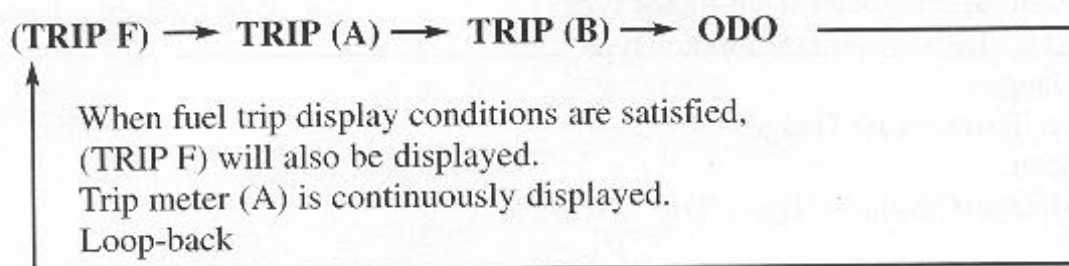 (TRIP F) → TRIP (A) → TRIP (B) → ODO
When fuel trip display conditions are satisfied,
(TRIP F) will also be displayed.
Trip meter (A) is continuously displayed.
Loop-back